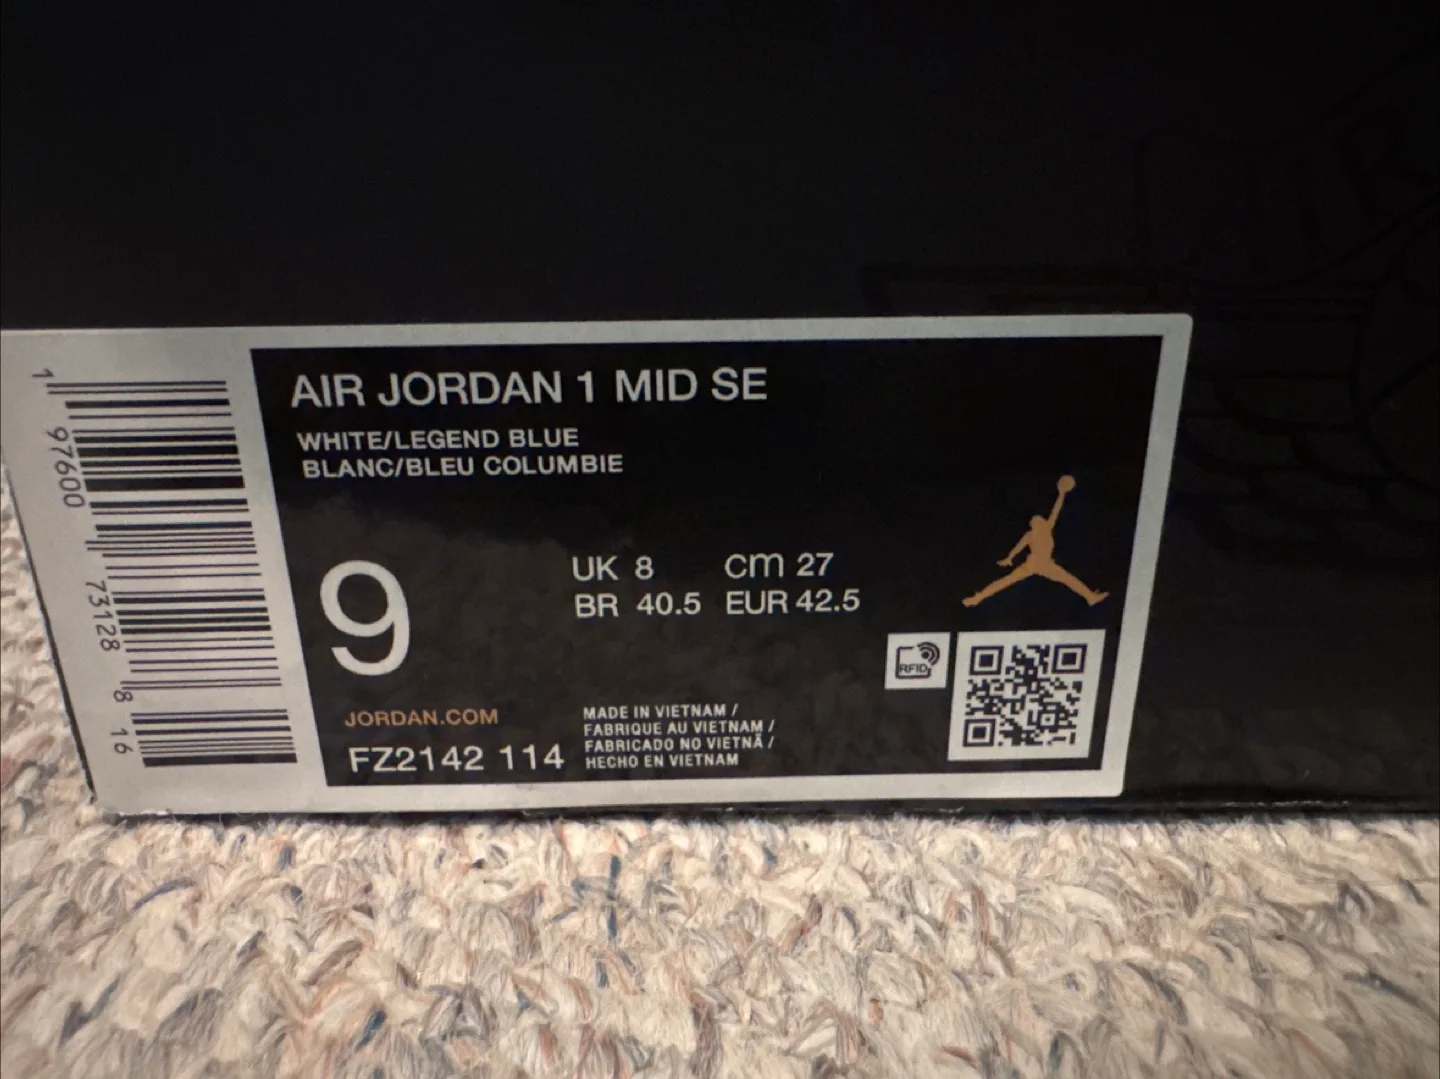 AIR JORDAN 1 MID SE
WHITE/LEGEND BLUE
BLANC/BLEU COLUMBIE
9
UK 8 cm 27
BR 40.5 EUR 42.5
RFID
JORDAN.COM
FZ2142 114
MADE IN VIETNAM /
FABRIQUE AU VIETNAM /
FABRICADO NO VIETNÃ /
HECHO EN VIETNAM
1 97600 73128 8 16